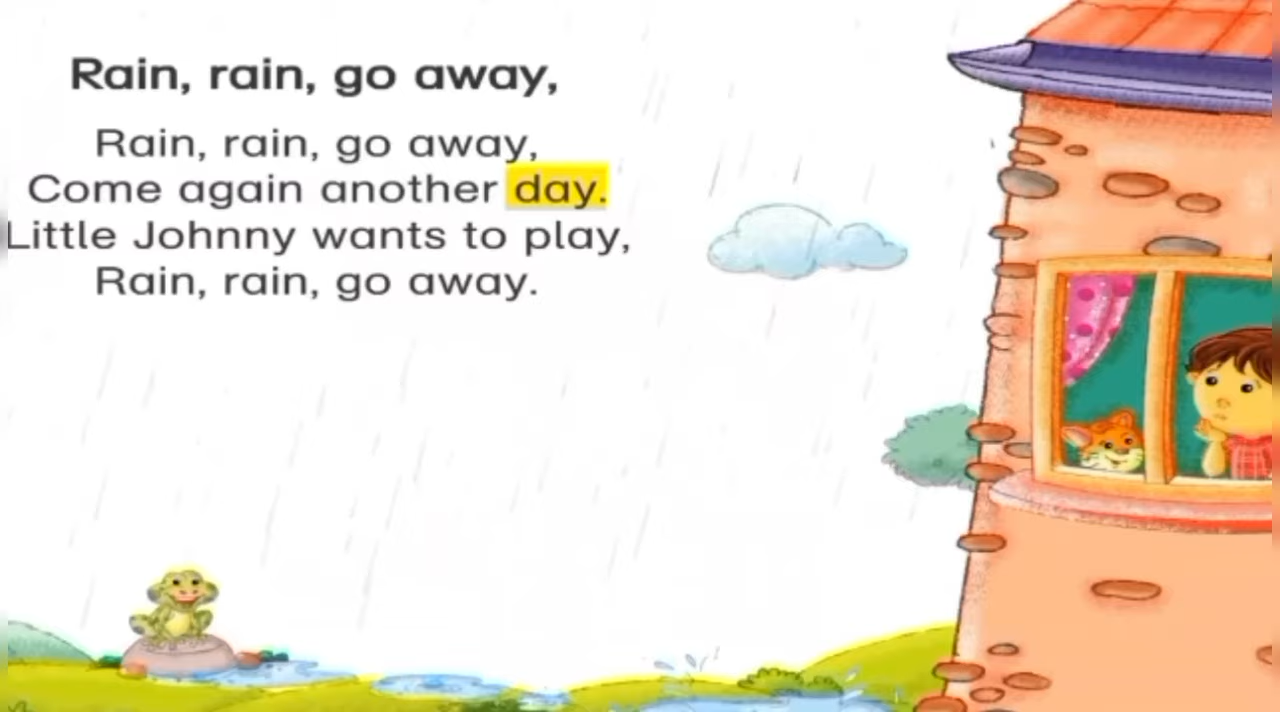 Rain, rain, go away,
Rain, rain, go away,
Come again another day.
Little Johnny wants to play,
Rain, rain, go away.